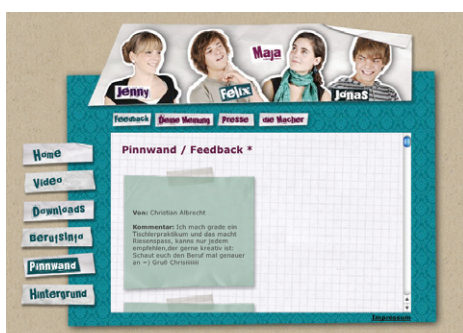 Jenny
Felix
Maja
Jonas
Feedback
Deine Meinung
Presse
die Macher
Home
Video
Downloads
Berufsinfo
Pinnwand
Hintergrund
Pinnwand / Feedback *
Von: Christian Albrecht
Kommentar: Ich mach grade ein
Tischlerpraktikum und das macht
Riesenspass, kanns nur jedem
empfehlen,der gerne kreativ ist:
Schaut euch den Beruf mal genauer
an =) Gruß Chrisiiiiii
Impressum